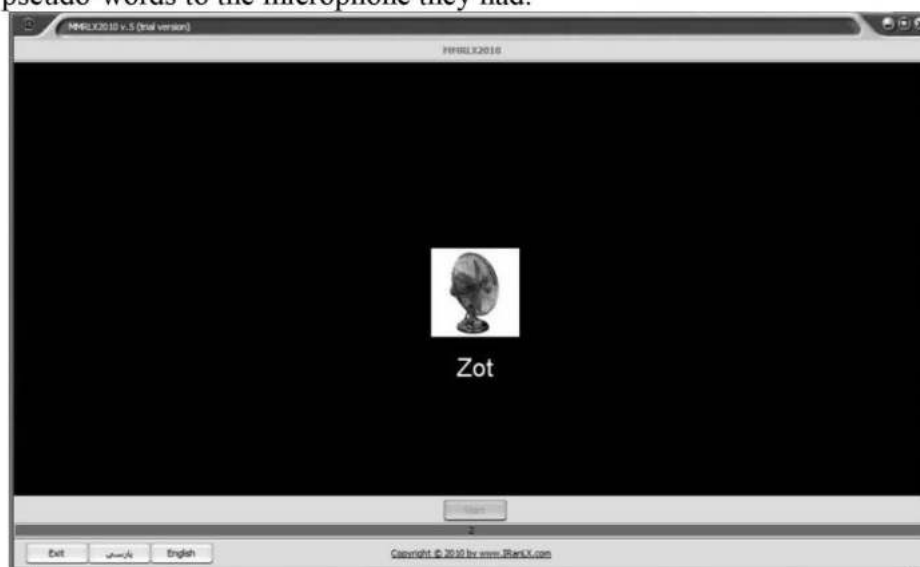 pseudo-words to the microphone they had.
MMRLX2010 v.5 (trial version)
MMRLX2010
Zot
Start
2
Exit پارسی English
Copyright © 2010 by www.IRanLX.com